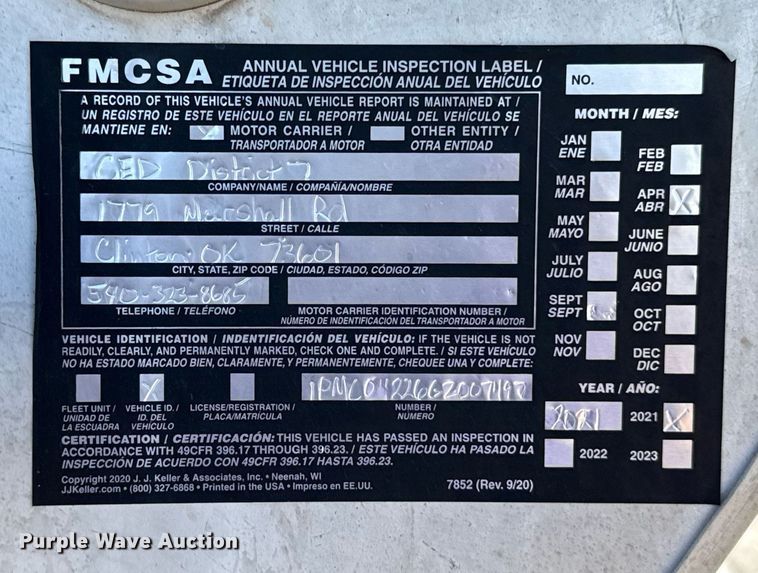 FMCSA
ANNUAL VEHICLE INSPECTION LABEL /
ETIQUETA DE INSPECCIÓN ANUAL DEL VEHÍCULO
NO.
A RECORD OF THIS VEHICLE'S ANNUAL VEHICLE REPORT IS MAINTAINED AT /
UN REGISTRO DE ESTE VEHÍCULO EN EL REPORTE ANUAL DEL VEHÍCULO SE
MANTIENE EN: X MOTOR CARRIER / OTHER ENTITY /
TRANSPORTADOR A MOTOR OTRA ENTIDAD
CED District 7
COMPANY/NAME / COMPAÑÍA/NOMBRE
1779 Marshall Rd
STREET / CALLE
Clinton OK 73601
CITY, STATE, ZIP CODE / CIUDAD, ESTADO, CÓDIGO ZIP
540-323-8685
TELEPHONE / TELÉFONO
MOTOR CARRIER IDENTIFICATION NUMBER /
NÚMERO DE INDENTIFICACIÓN DEL TRANSPORTADOR A MOTOR
VEHICLE IDENTIFICATION / INDENTIFICACIÓN DEL VEHÍCULO: IF THE VEHICLE IS NOT
READILY, CLEARLY, AND PERMANENTLY MARKED, CHECK ONE AND COMPLETE. / SI ESTE VEHÍCULO
NO HA ESTADO MARCADO BIEN, CLARAMENTE, Y PERMANENTEMENTE, CHEQUEE UNA Y COMPLETE:
X
FLEET UNIT /
UNIDAD DE
LA ESCUADRA
VEHICLE ID. /
ID. DEL
VEHÍCULO
LICENSE/REGISTRATION /
PLACA/MATRÍCULA
NUMBER /
NÚMERO
CERTIFICATION / CERTIFICACIÓN: THIS VEHICLE HAS PASSED AN INSPECTION IN
ACCORDANCE WITH 49CFR 396.17 THROUGH 396.23. / ESTE VEHÍCULO HA PASADO LA
INSPECCIÓN DE ACUERDO CON 49CFR 396.17 HASTA 396.23.
Copyright 2020 J. J. Keller & Associates, Inc. • Neenah, WI
JJKeller.com • (800) 327-6868 • Printed in the USA • Impreso en EE.UU.
7852 (Rev. 9/20)
MONTH / MES:
JAN
ENE
FEB
FEB
MAR
MAR
APR X
ABR
MAY
MAYO
JUNE
JUNIO
JULY
JULIO
AUG
AGO
SEPT
SEPT
OCT
OCT
NOV
NOV
DEC
DIC
YEAR / AÑO:
2021 2021 X
2022 2023
Purple Wave Auction